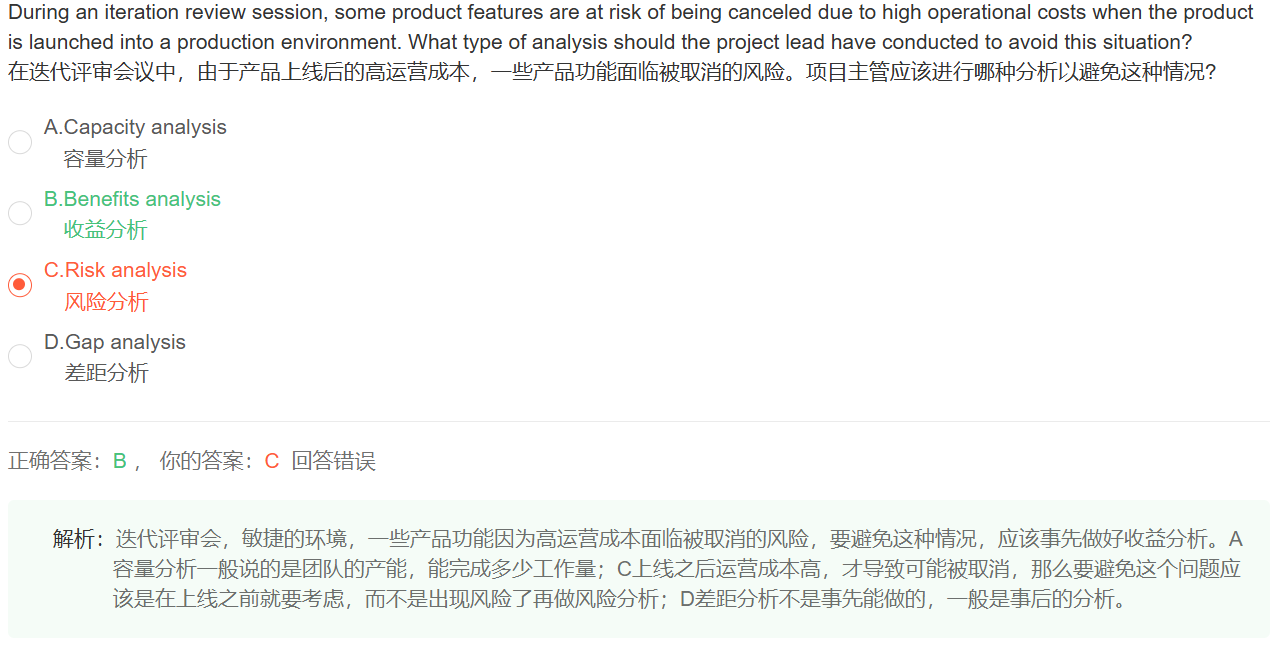 During an iteration review session, some product features are at risk of being canceled due to high operational costs when the product
is launched into a production environment. What type of analysis should the project lead have conducted to avoid this situation?
在迭代评审会议中，由于产品上线后的高运营成本，一些产品功能面临被取消的风险。项目主管应该进行哪种分析以避免这种情况?
A.Capacity analysis
容量分析
B.Benefits analysis
收益分析
C.Risk analysis
风险分析
D.Gap analysis
差距分析
正确答案: B ， 你的答案: C 回答错误
解析: 迭代评审会，敏捷的环境，一些产品功能因为高运营成本面临被取消的风险，要避免这种情况，应该事先做好收益分析。A
容量分析一般说的是团队的产能，能完成多少工作量；C上线之后运营成本高，才导致可能被取消，那么要避免这个问题应
该是在上线之前就要考虑，而不是出现风险了再做风险分析；D差距分析不是事先能做的，一般是事后的分析。